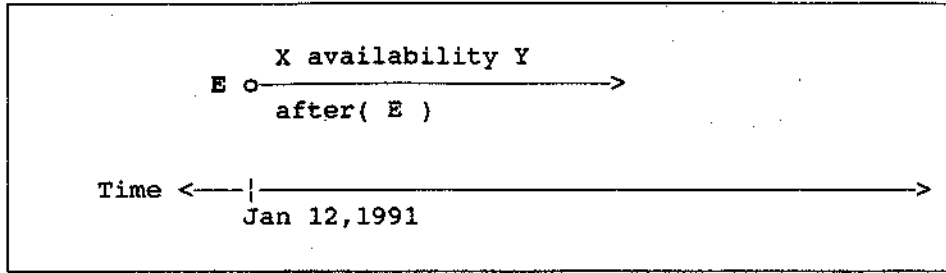 X availability Y
E o——————————>
after( E )
Time <——|——————————————>
Jan 12,1991